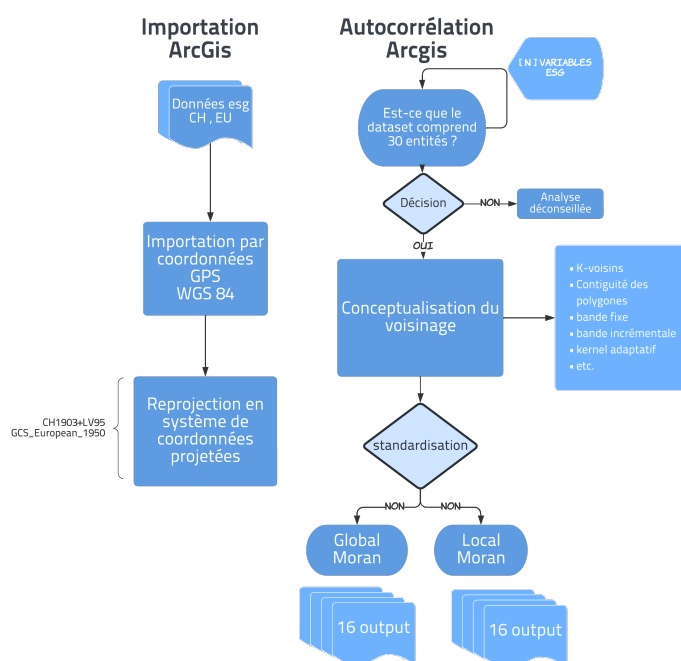 Importation
ArcGis
Données esg
CH , EU
Importation par
coordonnées
GPS
WGS 84
CH1903+LV95
GCS_European_1950
Reprojection en
système de
coordonnées
projetées
Autocorrélation
Arcgis
[ N ] VARIABLES
ESG
Est-ce que le
dataset comprend
30 entités ?
Décision
NON
Analyse
déconseillée
OUI
Conceptualisation du
voisinage
▪ K-voisins
▪ Contiguité des
polygones
▪ bande fixe
▪ bande incrémentale
▪ kernel adaptatif
▪ etc.
standardisation
NON
NON
Global
Moran
Local
Moran
16 output
16 output